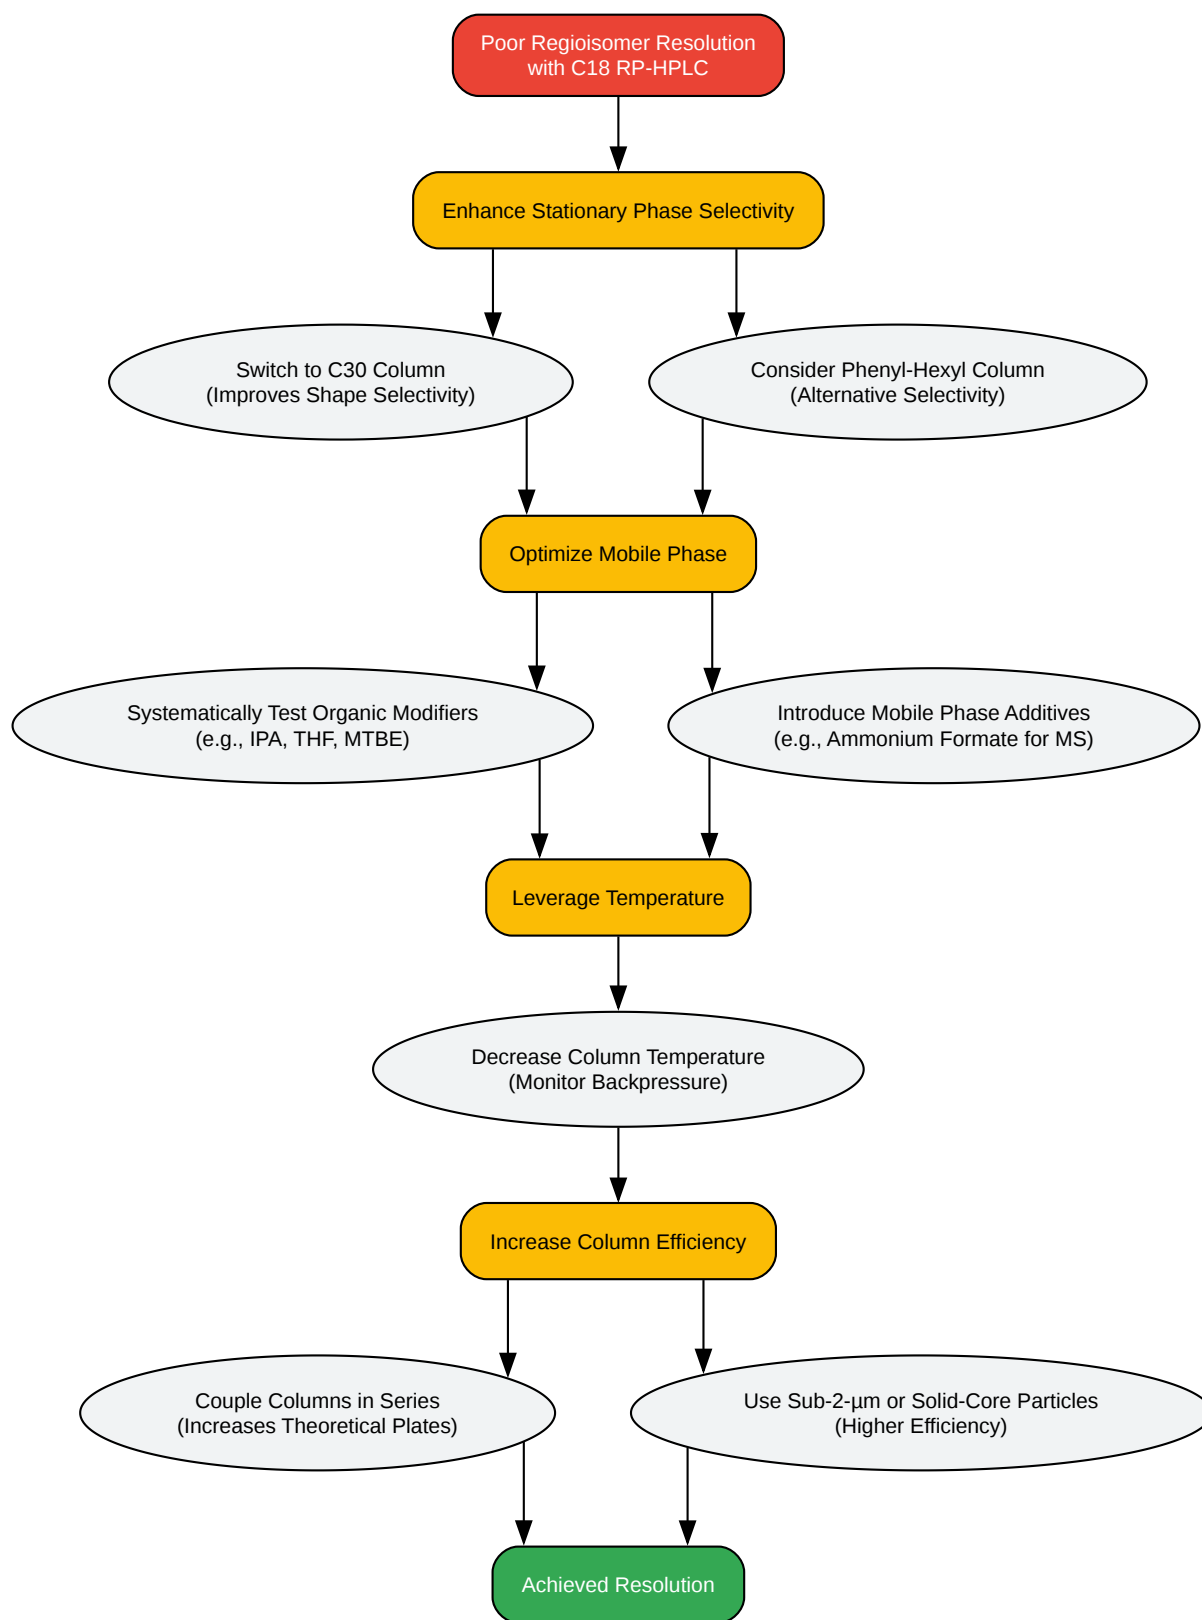 Poor Regioisomer Resolution
with C18 RP-HPLC
Enhance Stationary Phase Selectivity
Switch to C30 Column
(Improves Shape Selectivity)
Consider Phenyl-Hexyl Column
(Alternative Selectivity)
Optimize Mobile Phase
Systematically Test Organic Modifiers
(e.g., IPA, THF, MTBE)
Introduce Mobile Phase Additives
(e.g., Ammonium Formate for MS)
Leverage Temperature
Decrease Column Temperature
(Monitor Backpressure)
Increase Column Efficiency
Couple Columns in Series
(Increases Theoretical Plates)
Use Sub-2-µm or Solid-Core Particles
(Higher Efficiency)
Achieved Resolution